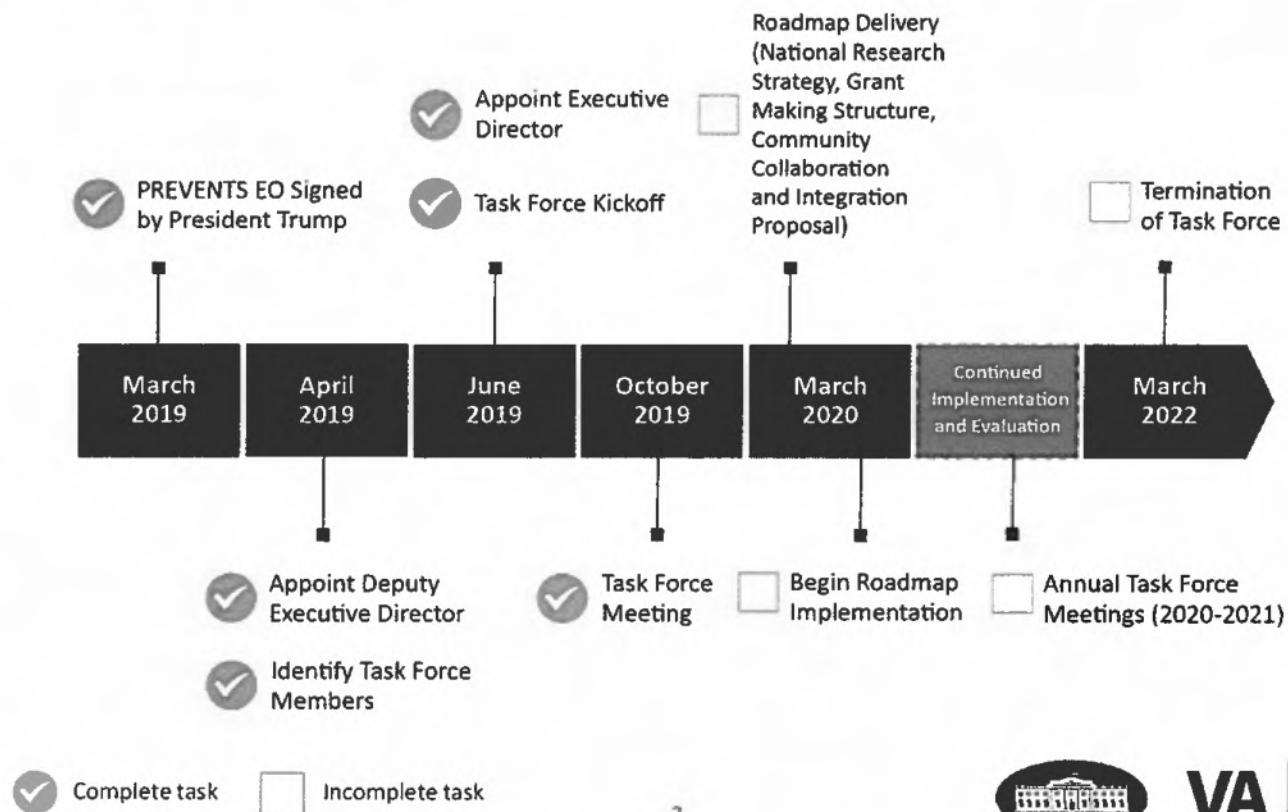 Roadmap Delivery
(National Research
Strategy, Grant
Making Structure,
Community
Collaboration
and Integration
Proposal)
Appoint Executive
Director
Task Force Kickoff
PREVENTS EO Signed
by President Trump
Termination
of Task Force
March
2019
April
2019
June
2019
October
2019
March
2020
Continued
Implementation
and Evaluation
March
2022
Appoint Deputy
Executive Director
Identify Task Force
Members
Task Force
Meeting
Begin Roadmap
Implementation
Annual Task Force
Meetings (2020-2021)
Complete task
Incomplete task
VA